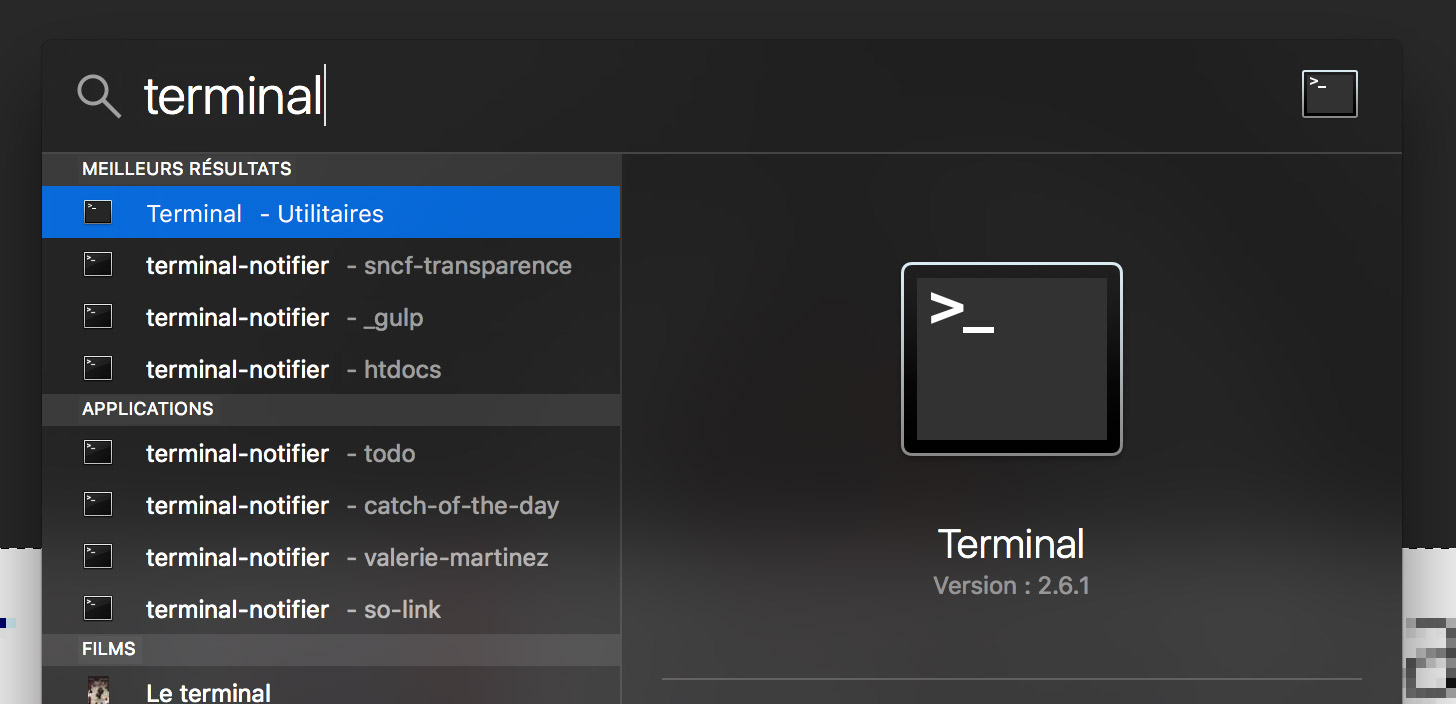 terminal
MEILLEURS RÉSULTATS
Terminal - Utilitaires
terminal-notifier - sncf-transparence
terminal-notifier - _gulp
terminal-notifier - htdocs
APPLICATIONS
terminal-notifier - todo
terminal-notifier - catch-of-the-day
terminal-notifier - valerie-martinez
terminal-notifier - so-link
FILMS
Le terminal
>_
Terminal
Version : 2.6.1